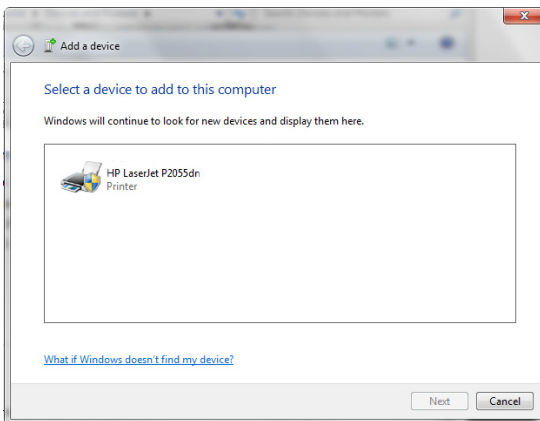 Add a device
Select a device to add to this computer
Windows will continue to look for new devices and display them here.
HP LaserJet P2055dn
Printer
What if Windows doesn't find my device?
Next
Cancel